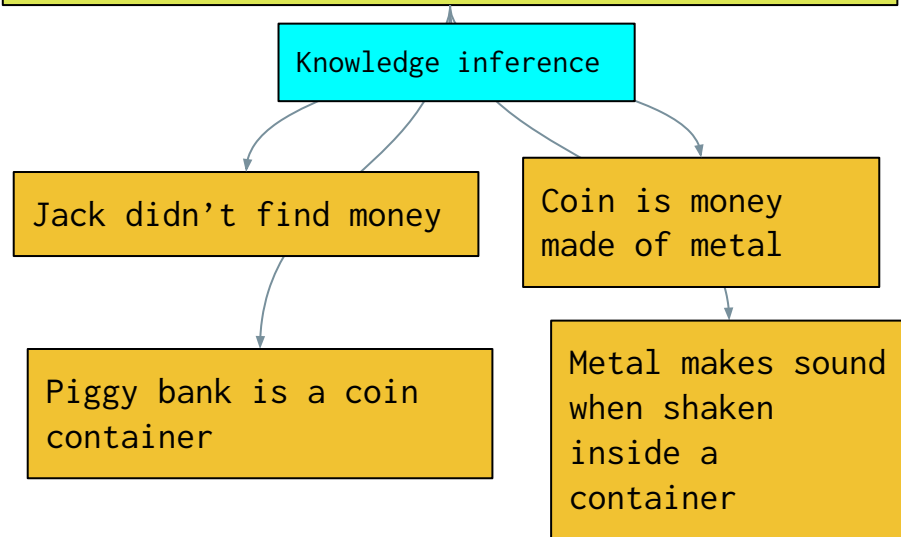 Knowledge inference
Jack didn’t find money
Coin is money
made of metal
Piggy bank is a coin
container
Metal makes sound
when shaken
inside a
container